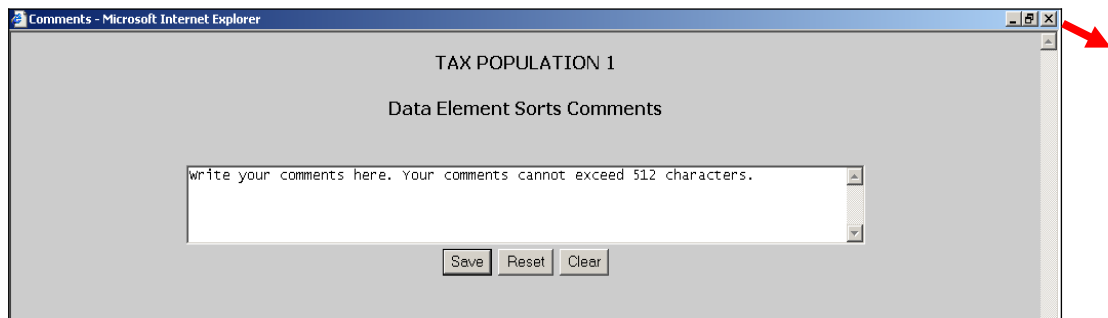 Comments - Microsoft Internet Explorer
TAX POPULATION 1
Data Element Sorts Comments
Write your comments here. Your comments cannot exceed 512 characters.
Save Reset Clear